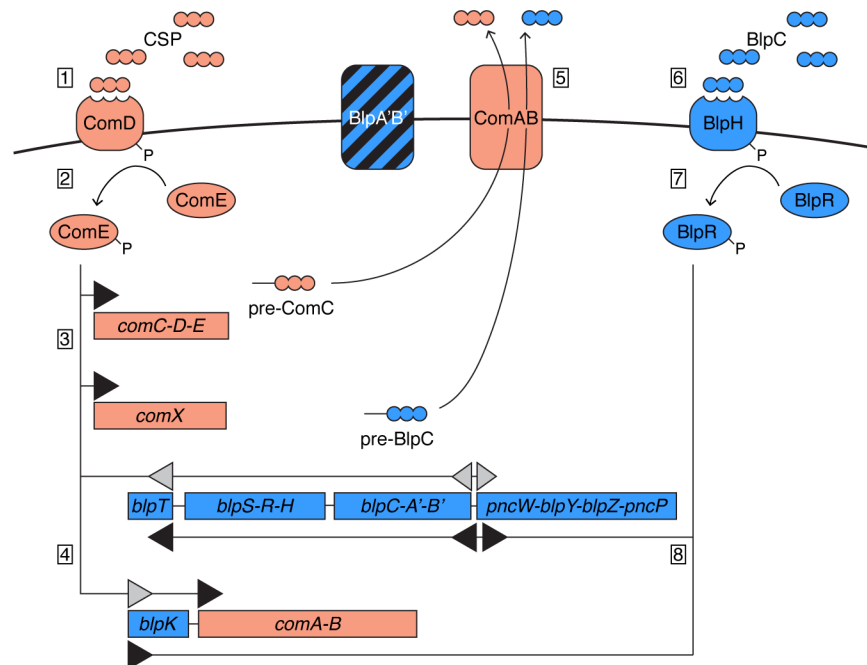 CSP
BlpC
1
5
6
ComD
BlpA'B'
ComAB
BlpH
P
P
2
7
ComE
BlpR
ComE
BlpR
P
P
pre-ComC
comC-D-E
3
comX
pre-BlpC
blpT
blpS-R-H
blpC-A'-B'
pncW-blpY-blpZ-pncP
4
8
blpK
comA-B